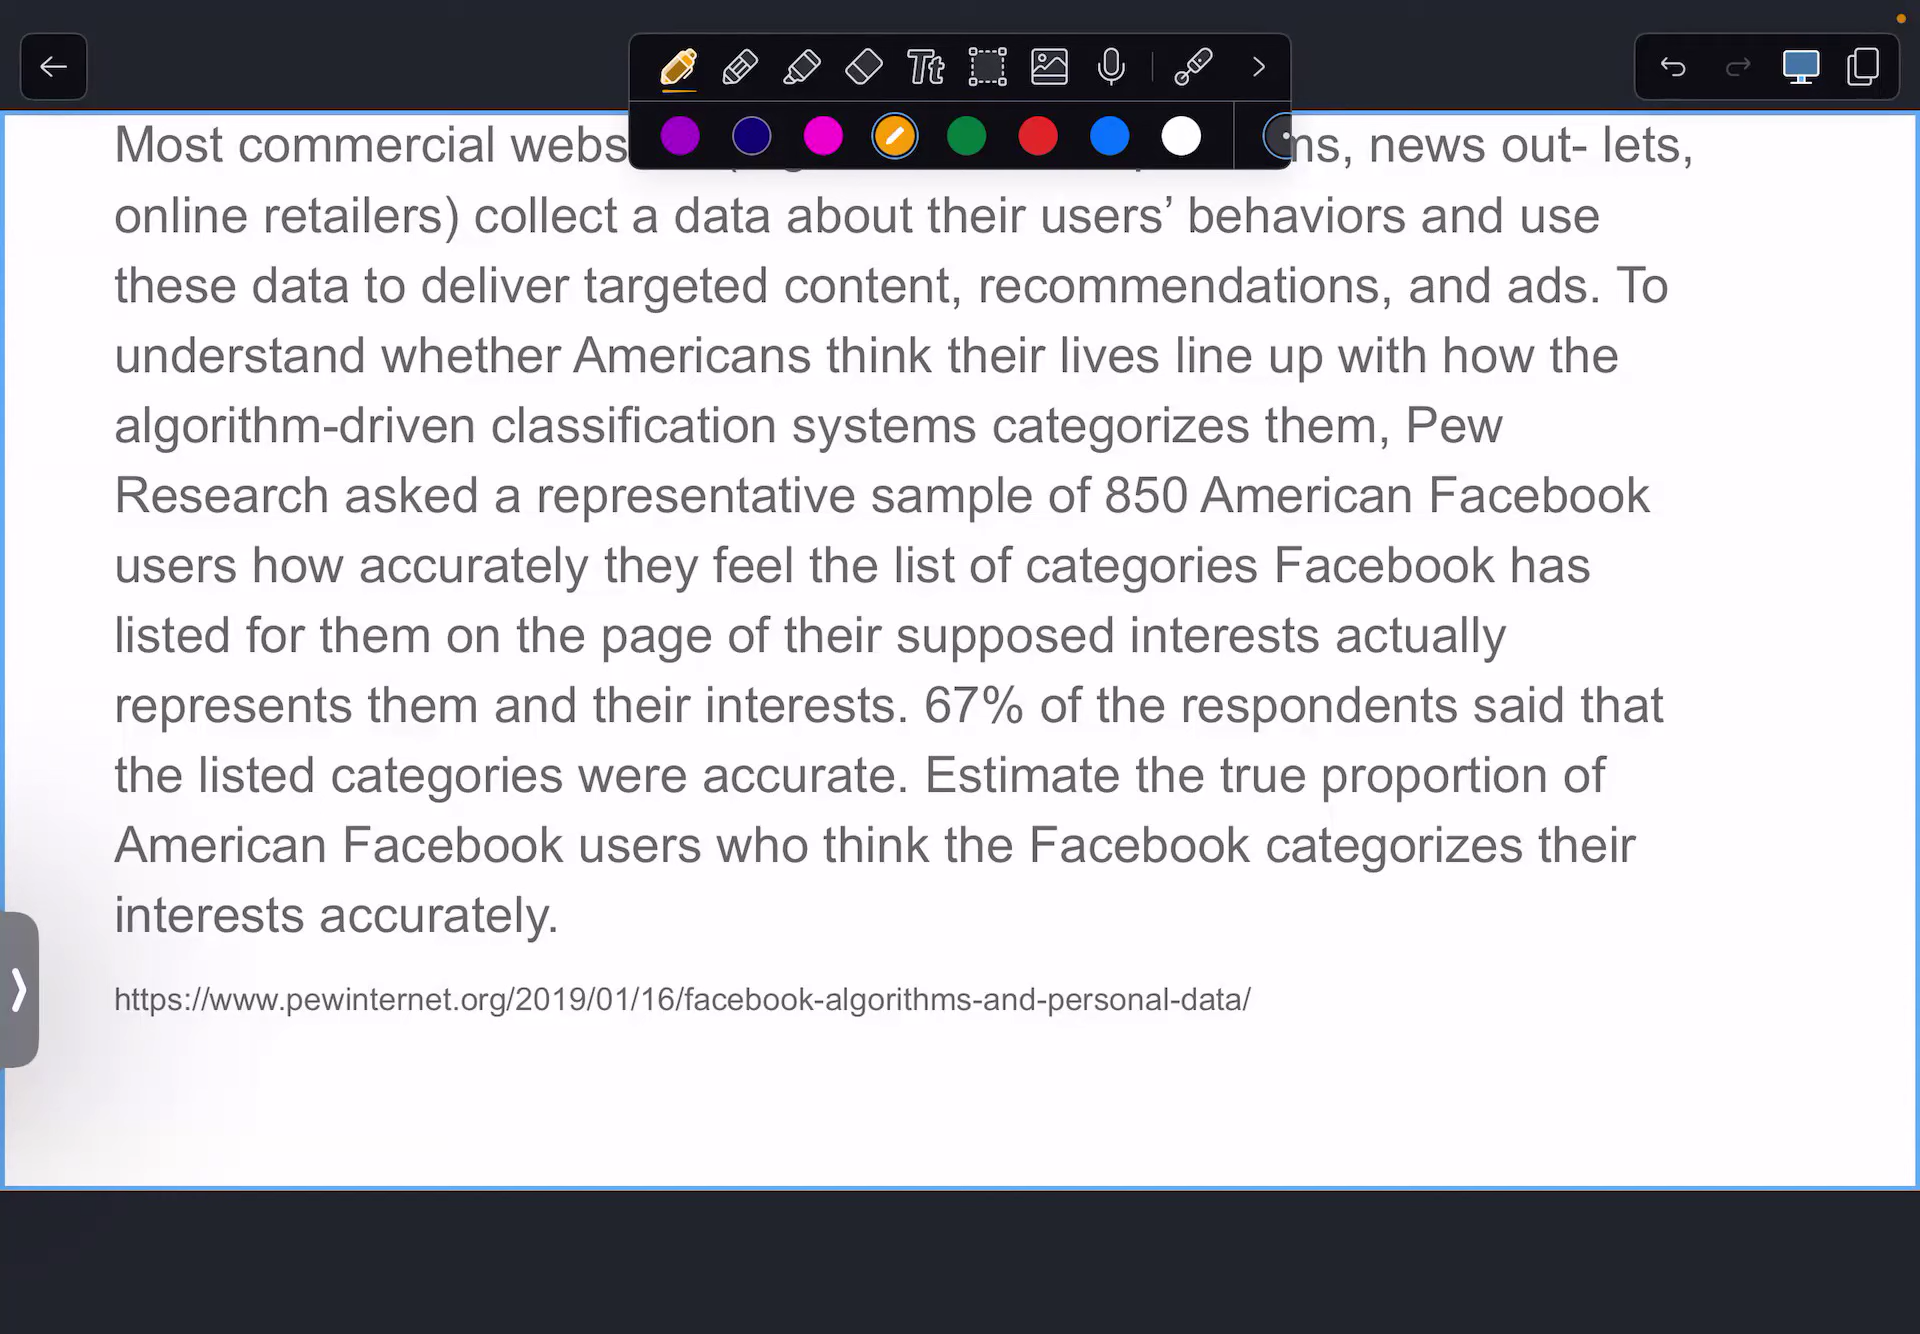 Tt
Most commercial webs ns, news out- lets,
online retailers) collect a data about their users’ behaviors and use
these data to deliver targeted content, recommendations, and ads. To
understand whether Americans think their lives line up with how the
algorithm-driven classification systems categorizes them, Pew
Research asked a representative sample of 850 American Facebook
users how accurately they feel the list of categories Facebook has
listed for them on the page of their supposed interests actually
represents them and their interests. 67% of the respondents said that
the listed categories were accurate. Estimate the true proportion of
American Facebook users who think the Facebook categorizes their
interests accurately.
https://www.pewinternet.org/2019/01/16/facebook-algorithms-and-personal-data/